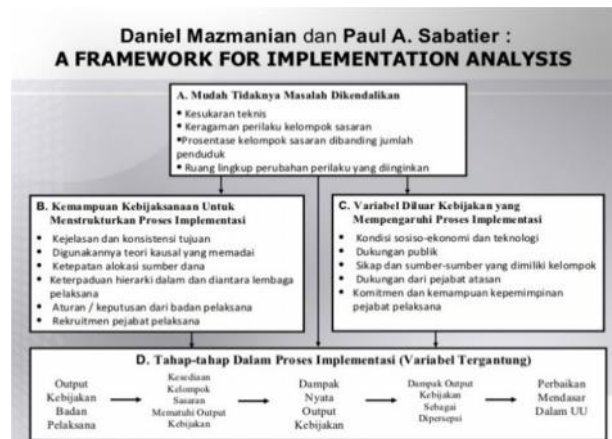 Daniel Mazmanian dan Paul A. Sabatier :
A FRAMEWORK FOR IMPLEMENTATION ANALYSIS
A. Mudah Tidaknya Masalah Dikendalikan
• Kesukaran teknis
• Keragaman perilaku kelompok sasaran
•Prosentase kelompok sasaran dibanding jumlah
penduduk
• Ruang lingkup perubahan perilaku yang diinginkan
B. Kemampuan Kebijaksanaan Untuk
Menstrukturkan Proses Implementasi
• Kejelasan dan konsistensi tujuan
• Digunakannya teori kausal yang memadai
• Ketepatan alokasi sumber dana
• Keterpaduan hierarki dalam dan diantara lembaga
pelaksana
• Aturan / keputusan dari badan pelaksana
• Rekruitmen pejabat pelaksana
C. Variabel Diluar Kebijakan yang
Mempengaruhi Proses Implementasi
• Kondisi sosiso-ekonomi dan teknologi
• Dukungan publik
• Sikap dan sumber-sumber yang dimiliki kelompok
• Dukungan dari pejabat atasan
• Komitmen dan kemampuan kepemimpinan
pejabat pelaksana
D. Tahap-tahap Dalam Proses Implementasi (Variabel Tergantung)
Output
Kebijakan
Badan
Pelaksana
Kesediaan
Kelompok
Sasaran
Mematuhi Output
Kebijakan
Dampak
Nyata
Output
Kebijakan
Dampak Output
Kebijakan
Sebagai
Dipersepsi
Perbaikan
Mendasar
Dalam UU